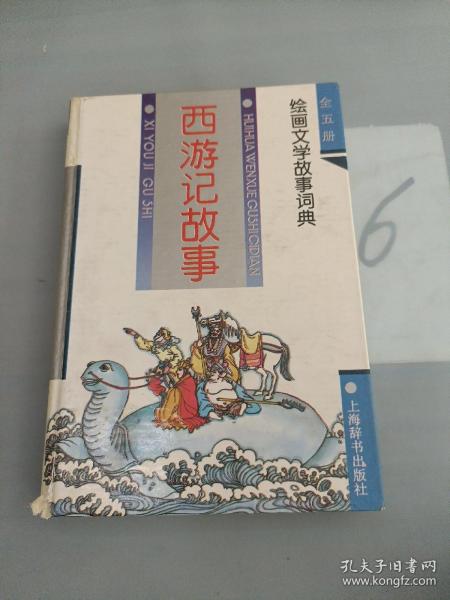 全五册
绘画文学故事词典
HUIHUA WENXUE GUSHI CIDIAN
西游记故事
XI YOU JI GU SHI
上海辞书出版社
6
孔夫子旧书网
www.kongfz.com